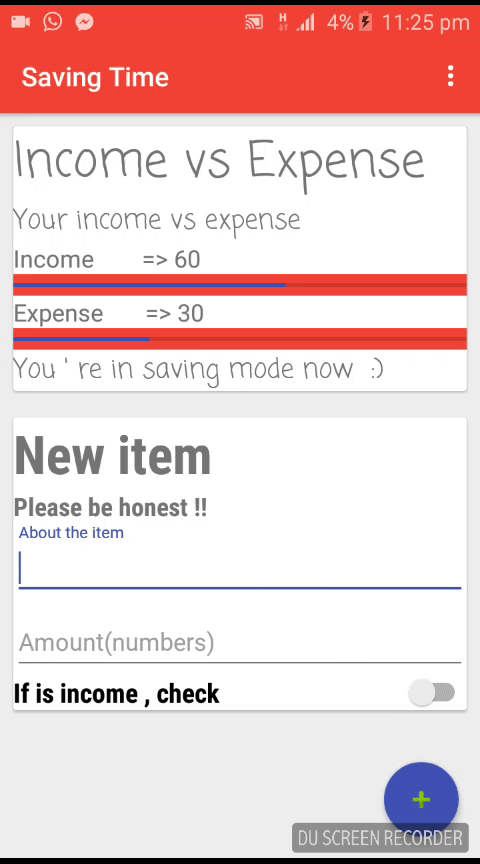 H 4% 11:25 pm
Saving Time
Income vs Expense
Your income vs expense
Income => 60
Expense => 30
You ' re in saving mode now :)
New item
Please be honest !!
About the item
Amount(numbers)
If is income , check
+
DU SCREEN RECORDER